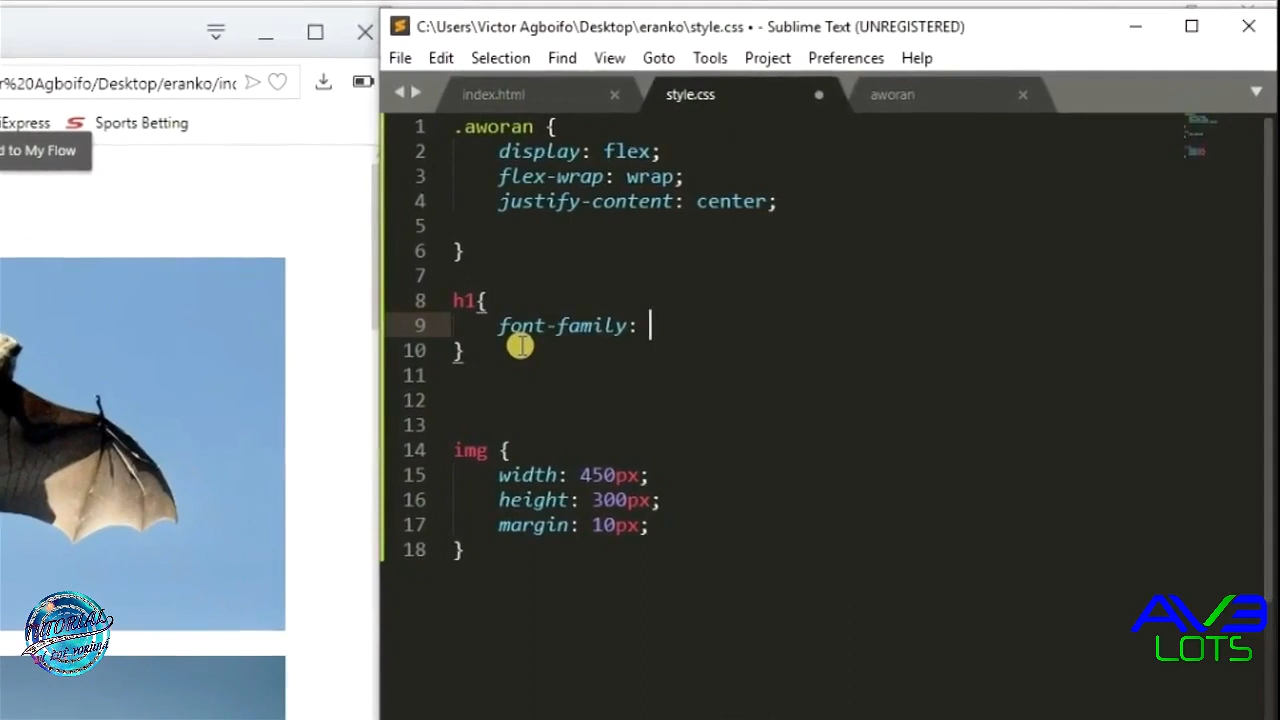 C:\Users\Victor Agboifo\Desktop\eranko\style.css • - Sublime Text (UNREGISTERED)
File Edit Selection Find View Goto Tools Project Preferences Help
r%20Agboifo/Desktop/eranko/inc
index.html style.css aworan
iExpress Sports Betting
d to My Flow
1 .aworan {
2 display: flex;
3 flex-wrap: wrap;
4 justify-content: center;
5
6 }
7
8 h1{
9 font-family:
10 }
11
12
13
14 img {
15 width: 450px;
16 height: 300px;
17 margin: 10px;
18 }
AV3
LOTS